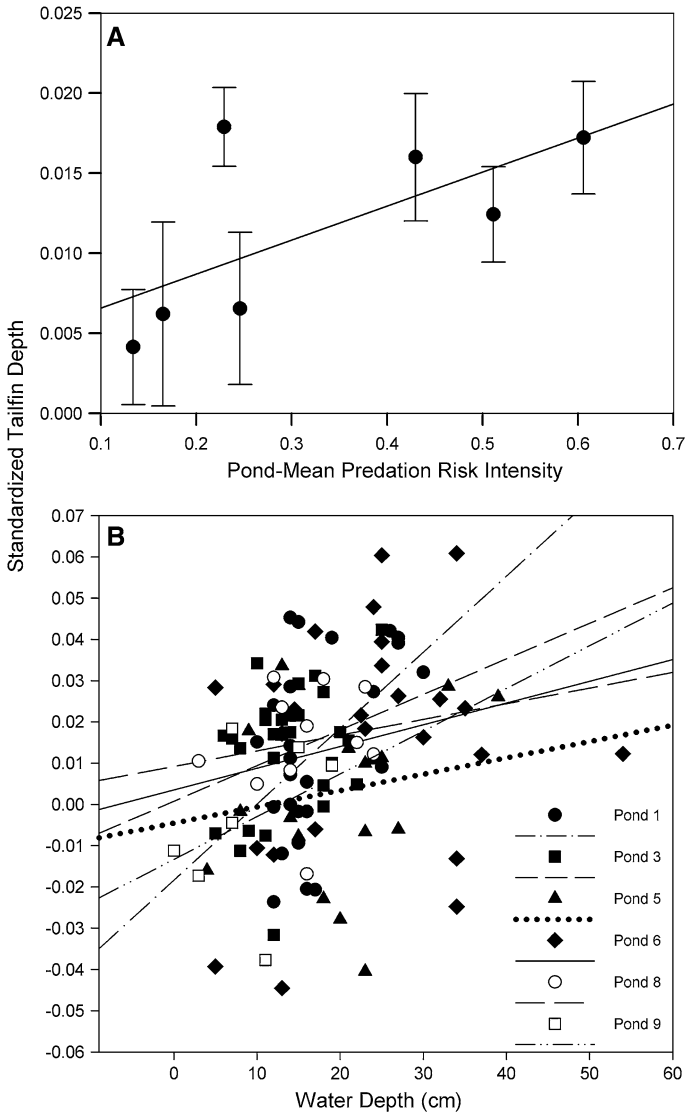 A
0.025
0.020
0.015
0.010
0.005
0.000
0.1 0.2 0.3 0.4 0.5 0.6 0.7
Pond-Mean Predation Risk Intensity
Standardized Tailfin Depth
B
0.07
0.06
0.05
0.04
0.03
0.02
0.01
0.00
-0.01
-0.02
-0.03
-0.04
-0.05
-0.06
Pond 1
Pond 3
Pond 5
Pond 6
Pond 8
Pond 9
0 10 20 30 40 50 60
Water Depth (cm)